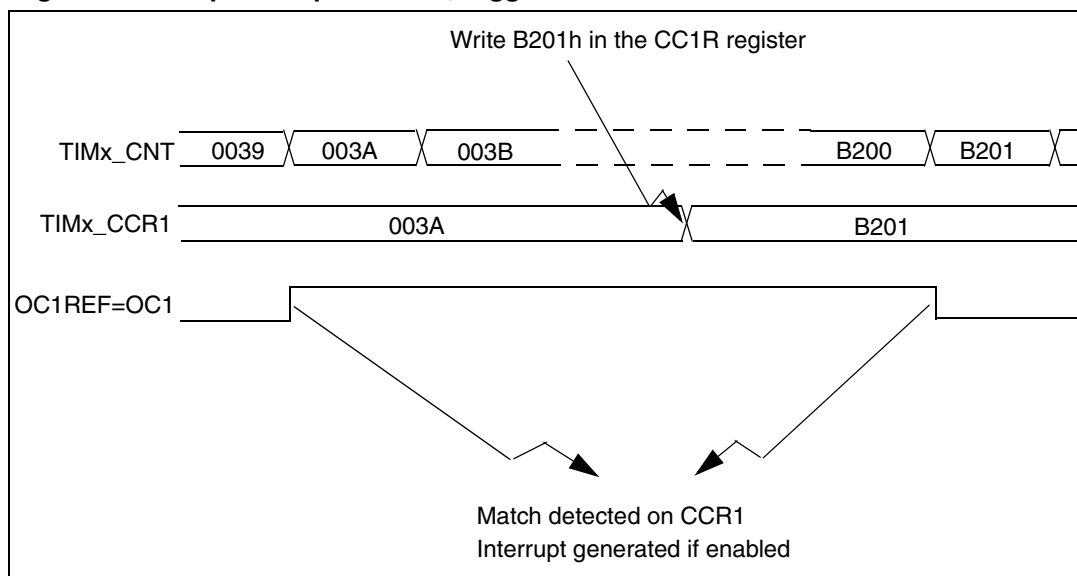 Write B201h in the CC1R register
TIMx_CNT 0039 003A 003B B200 B201
TIMx_CCR1 003A B201
OC1REF=OC1
Match detected on CCR1
Interrupt generated if enabled